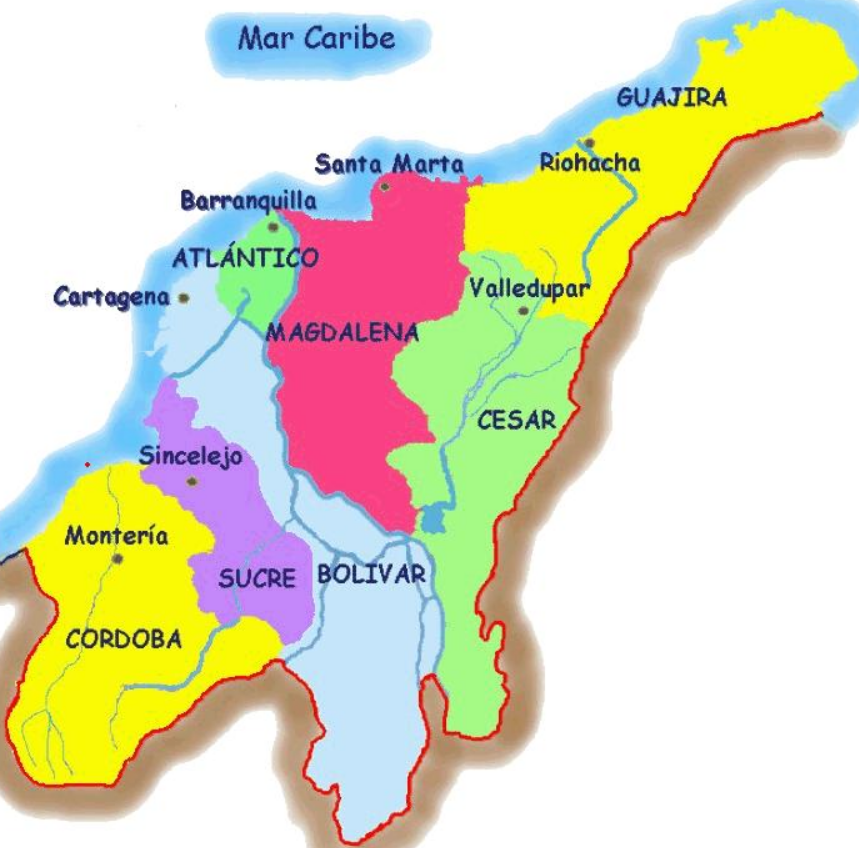 Mar Caribe
GUAJIRA
Riohacha
Santa Marta
Barranquilla
ATLÁNTICO
Cartagena
Valledupar
MAGDALENA
CESAR
Sincelejo
Montería
SUCRE
BOLIVAR
CORDOBA